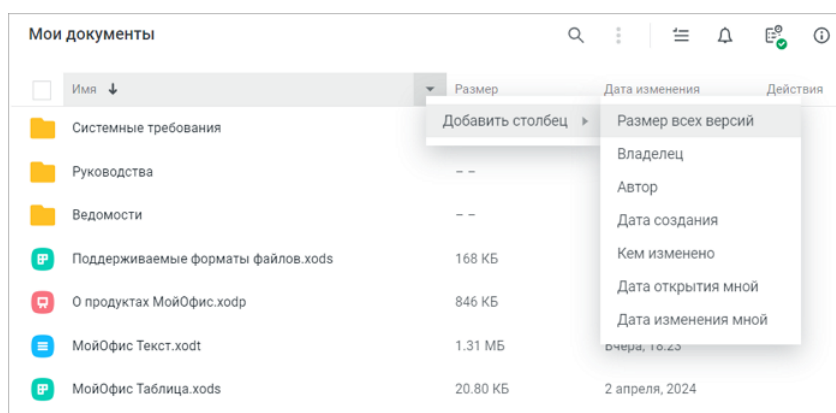 Мои документы
Имя Размер Дата изменения Действия
Добавить столбец Размер всех версий
Системные требования
Владелец
Руководства – –
Автор
Ведомости – –
Дата создания
Поддерживаемые форматы файлов.xods 168 КБ
Кем изменено
Дата открытия мной
О продуктах МойОфис.xodp 846 КБ
Дата изменения мной
МойОфис Текст.xodt 1.31 МБ Вчера, 18:23
МойОфис Таблица.xods 20.80 КБ 2 апреля, 2024